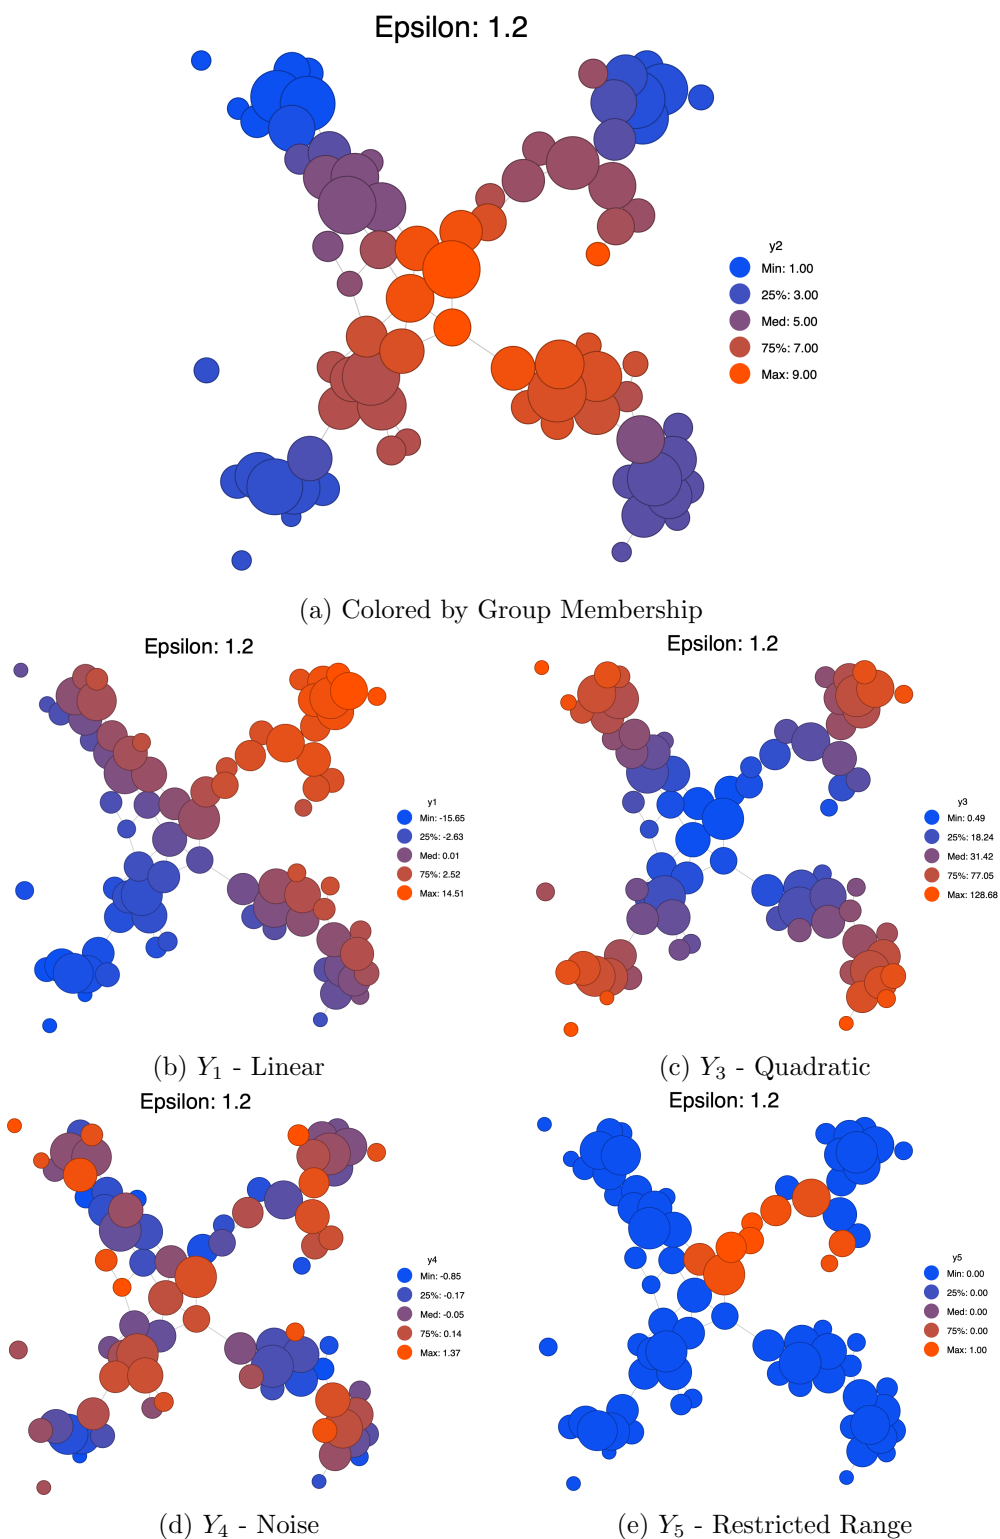 Epsilon: 1.2
y2
Min: 1.00
25%: 3.00
Med: 5.00
75%: 7.00
Max: 9.00
(a) Colored by Group Membership
Epsilon: 1.2
y1
Min: -15.65
25%: -2.63
Med: 0.01
75%: 2.52
Max: 14.51
(b) Y₁ - Linear
Epsilon: 1.2
y3
Min: 0.49
25%: 18.24
Med: 31.42
75%: 77.05
Max: 128.68
(c) Y₃ - Quadratic
Epsilon: 1.2
y4
Min: -0.85
25%: -0.17
Med: -0.05
75%: 0.14
Max: 1.37
(d) Y₄ - Noise
Epsilon: 1.2
y5
Min: 0.00
25%: 0.00
Med: 0.00
75%: 0.00
Max: 1.00
(e) Y₅ - Restricted Range